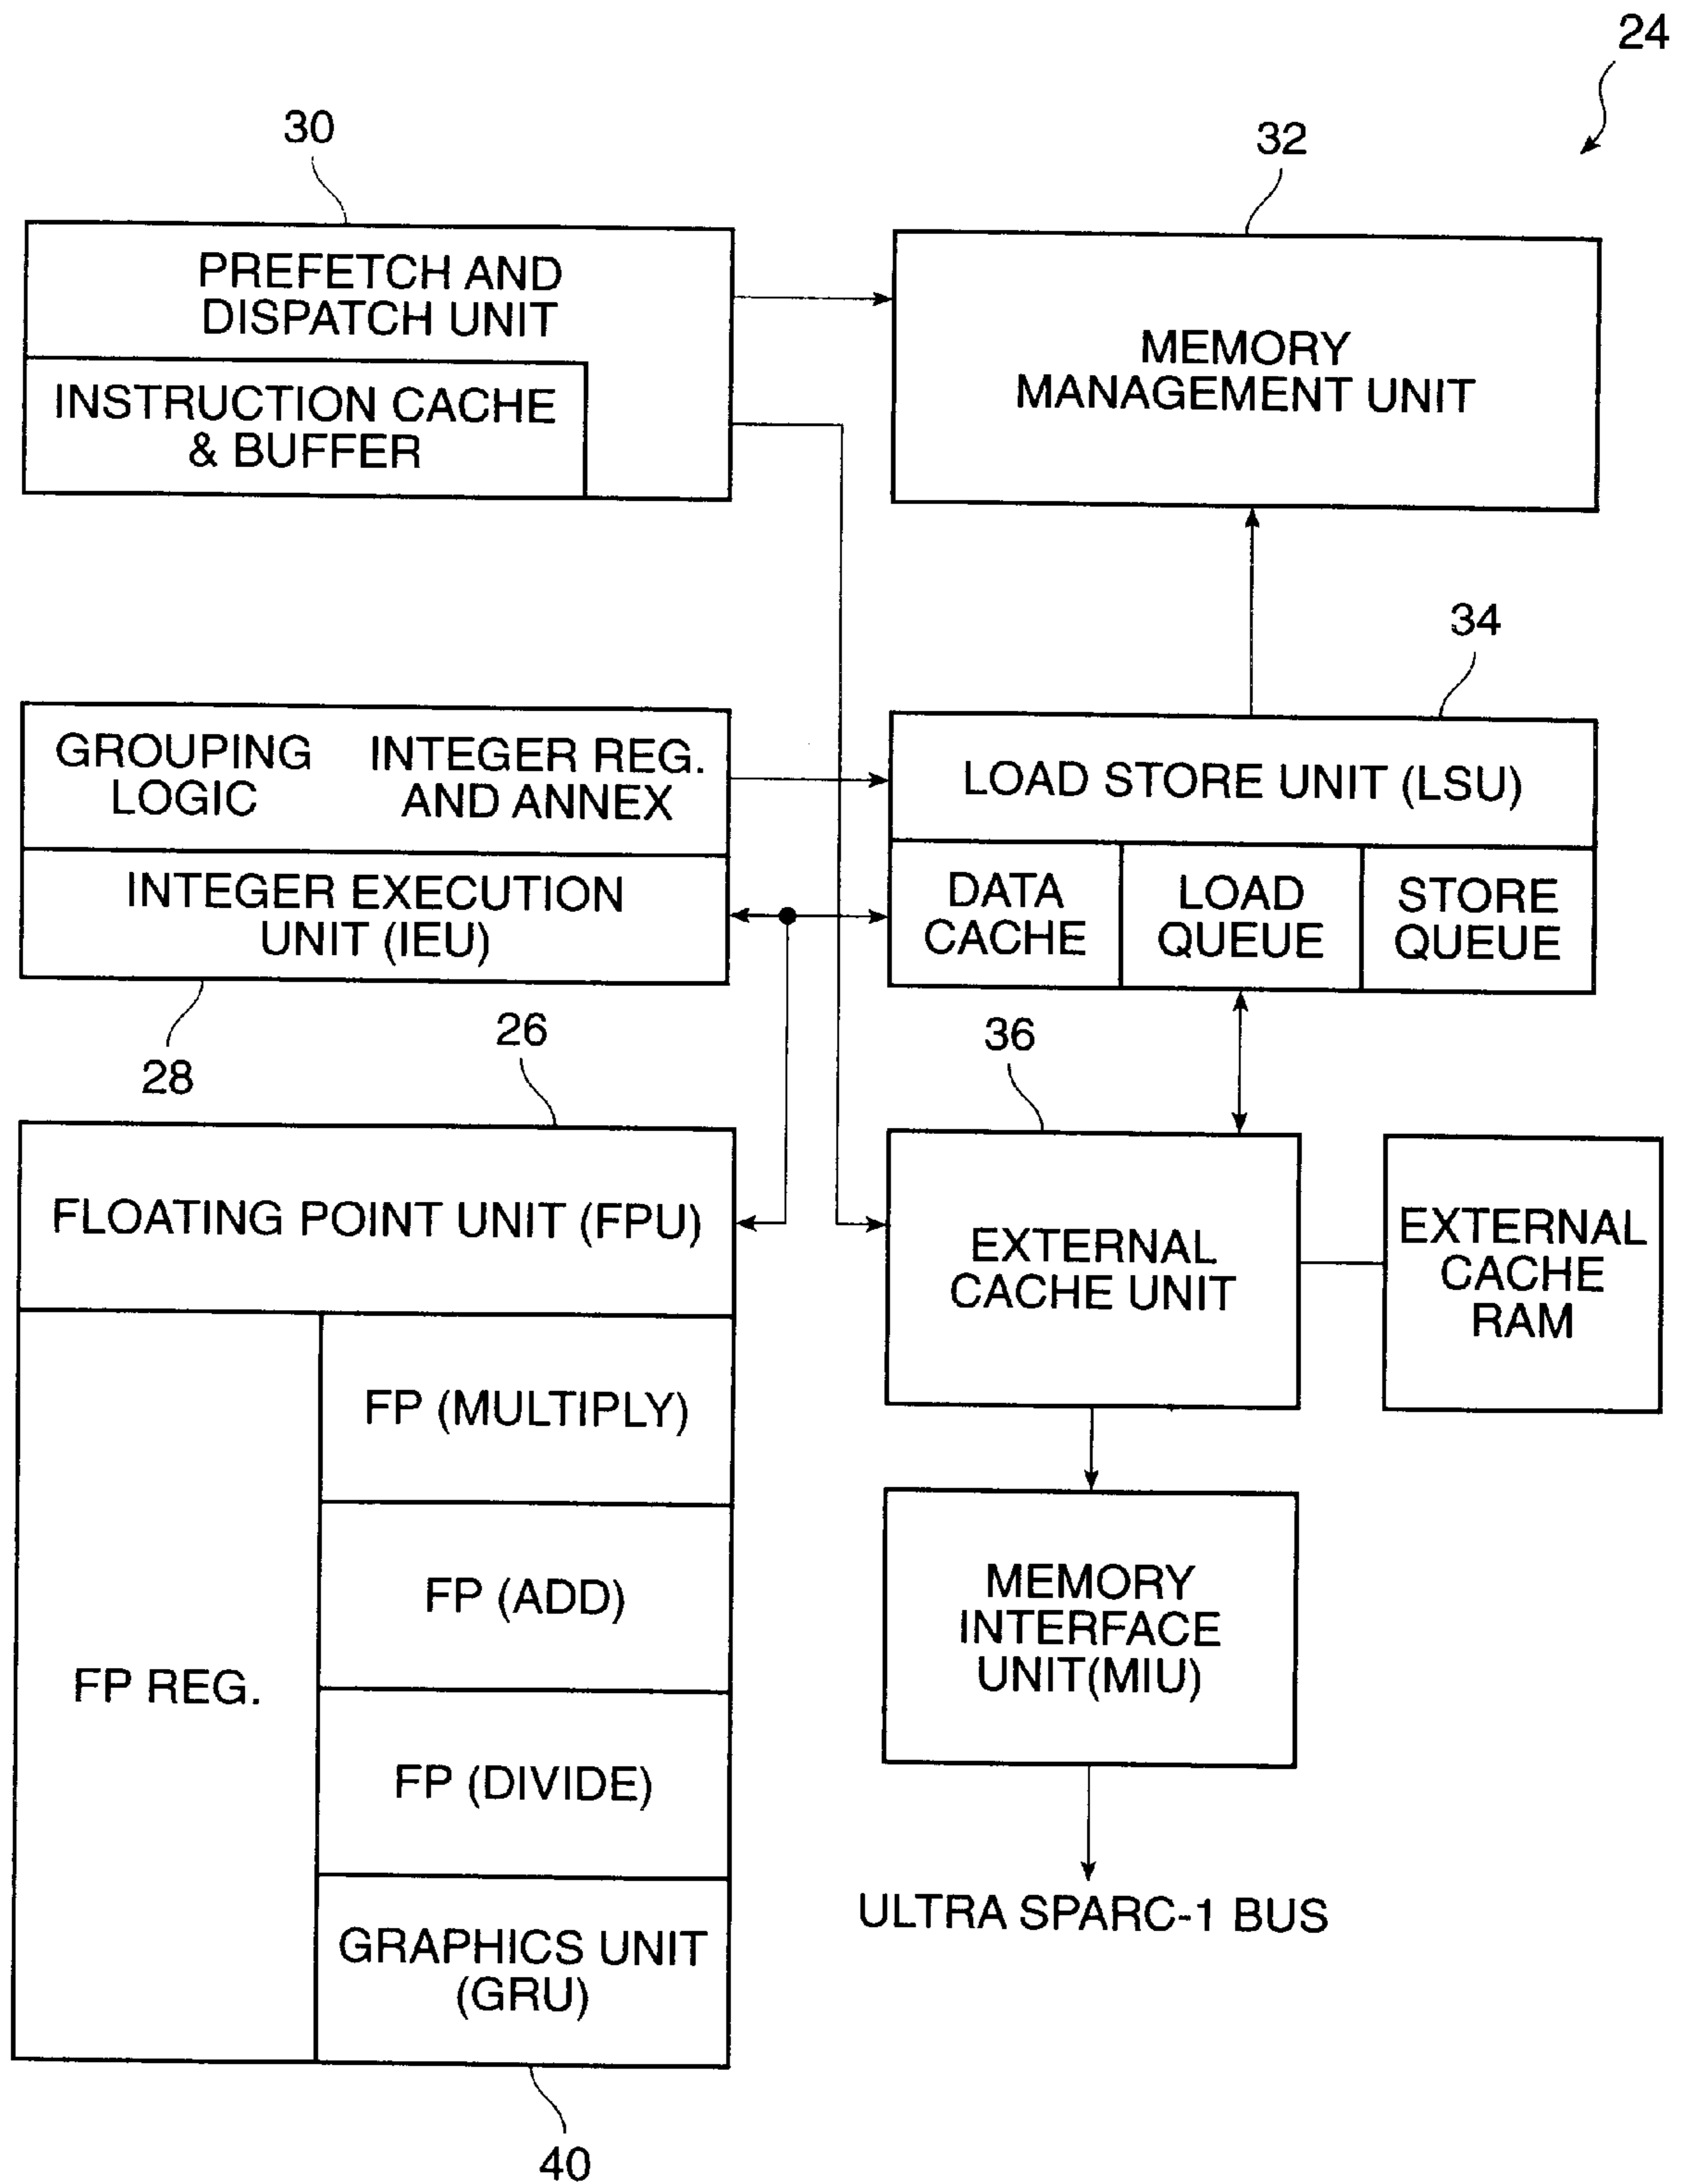 24
30
32
PREFETCH AND
DISPATCH UNIT
INSTRUCTION CACHE
& BUFFER
MEMORY
MANAGEMENT UNIT
34
GROUPING
LOGIC
INTEGER REG.
AND ANNEX
INTEGER EXECUTION
UNIT (IEU)
28
LOAD STORE UNIT (LSU)
DATA
CACHE
LOAD
QUEUE
STORE
QUEUE
26
36
FLOATING POINT UNIT (FPU)
FP REG.
FP (MULTIPLY)
FP (ADD)
FP (DIVIDE)
GRAPHICS UNIT
(GRU)
40
EXTERNAL
CACHE UNIT
EXTERNAL
CACHE
RAM
MEMORY
INTERFACE
UNIT(MIU)
ULTRA SPARC-1 BUS